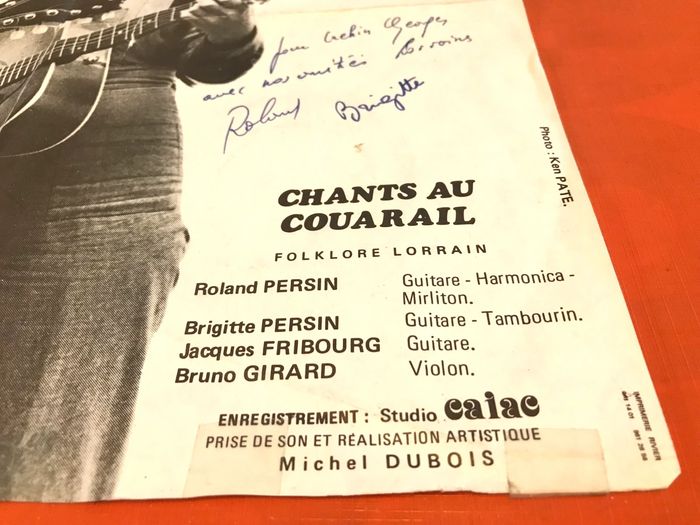 pour
Georges
avec nos amitiés Lorraines
Roland Brigitte
Photo : Ken PATE.
CHANTS AU
COUARAIL
FOLKLORE LORRAIN
Roland PERSIN Guitare - Harmonica -
Mirliton.
Brigitte PERSIN Guitare - Tambourin.
Jacques FRIBOURG Guitare.
Bruno GIRARD Violon.
ENREGISTREMENT : Studio caiac
PRISE DE SON ET RÉALISATION ARTISTIQUE
Michel DUBOIS
IMPRIMERIE RIVIER